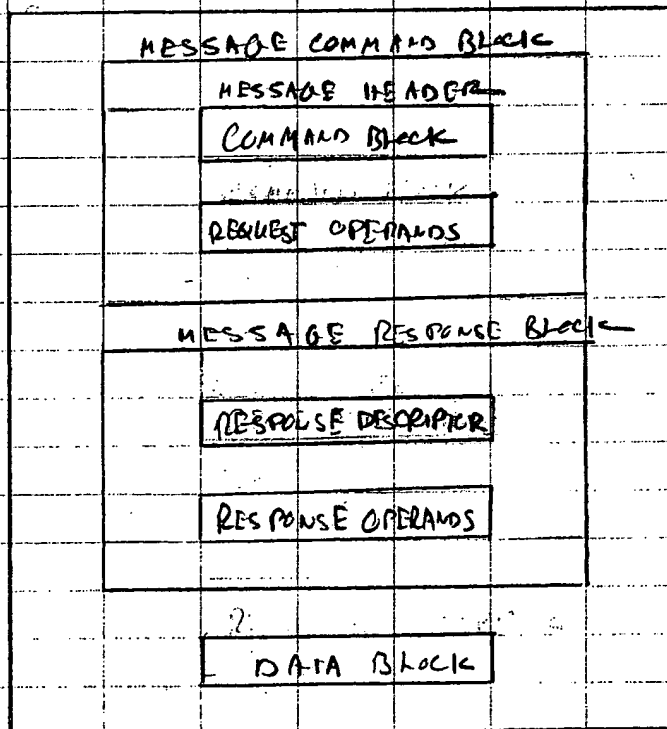 MESSAGE COMMAND BLOCK
MESSAGE HEADER
COMMAND BLOCK
REQUEST OPERANDS
MESSAGE RESPONSE BLOCK
RESPONSE DESCRIPTOR
RESPONSE OPERANDS
DATA BLOCK